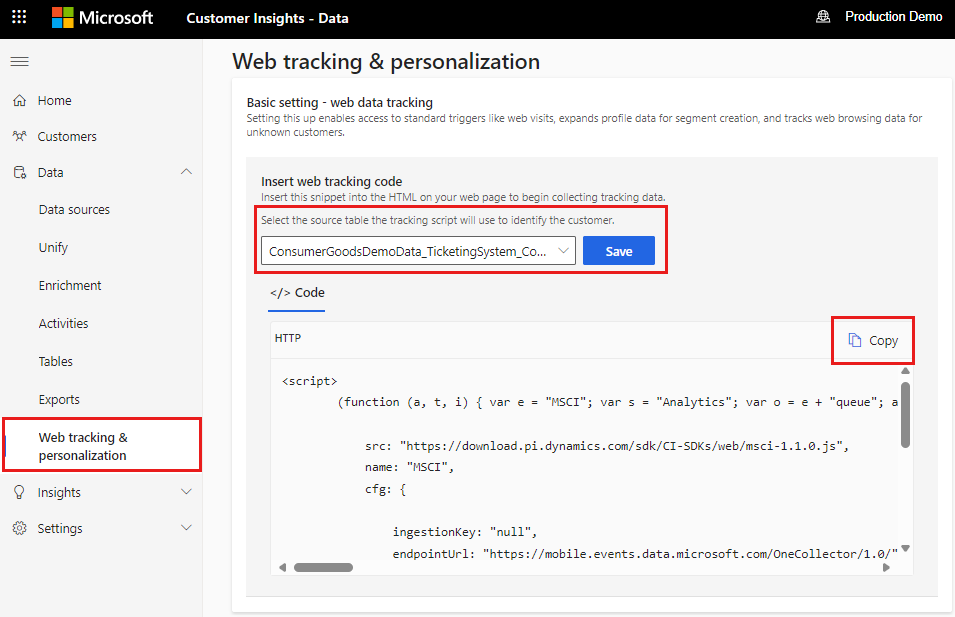 Microsoft
Customer Insights - Data
Production Demo
Home
Customers
Data
Data sources
Unify
Enrichment
Activities
Tables
Exports
Web tracking &
personalization
Insights
Settings
Web tracking & personalization
Basic setting - web data tracking
Setting this up enables access to standard triggers like web visits, expands profile data for segment creation, and tracks web browsing data for
unknown customers.
Insert web tracking code
Insert this snippet into the HTML on your web page to begin collecting tracking data.
Select the source table the tracking script will use to identify the customer.
ConsumerGoodsDemoData_TicketingSystem_Co...
Save
</> Code
HTTP
Copy
<script>
(function (a, t, i) { var e = "MSCI"; var s = "Analytics"; var o = e + "queue"; a
src: "https://download.pi.dynamics.com/sdk/CI-SDKs/web/msci-1.1.0.js",
name: "MSCI",
cfg: {
ingestionKey: "null",
endpointUrl: "https://mobile.events.data.microsoft.com/OneCollector/1.0/"